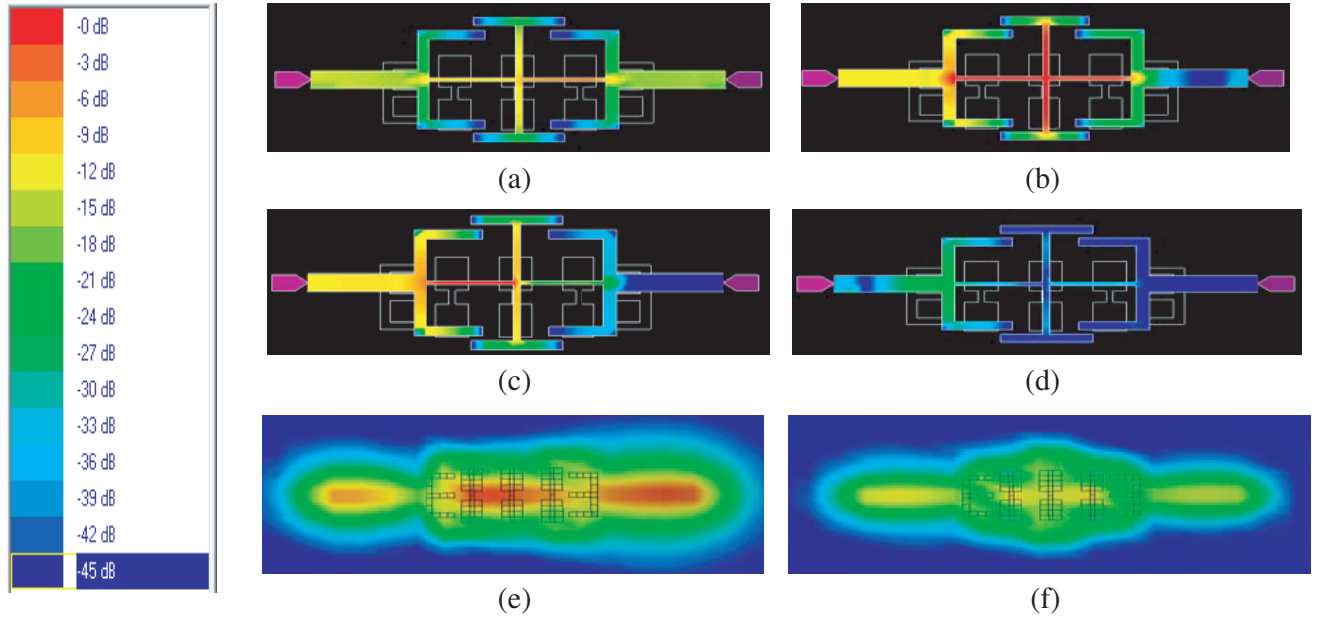 -0 dB
-3 dB
-6 dB
-9 dB
-12 dB
-15 dB
-18 dB
-21 dB
-24 dB
-27 dB
-30 dB
-33 dB
-36 dB
-39 dB
-42 dB
-45 dB
(a)
(b)
(c)
(d)
(e)
(f)